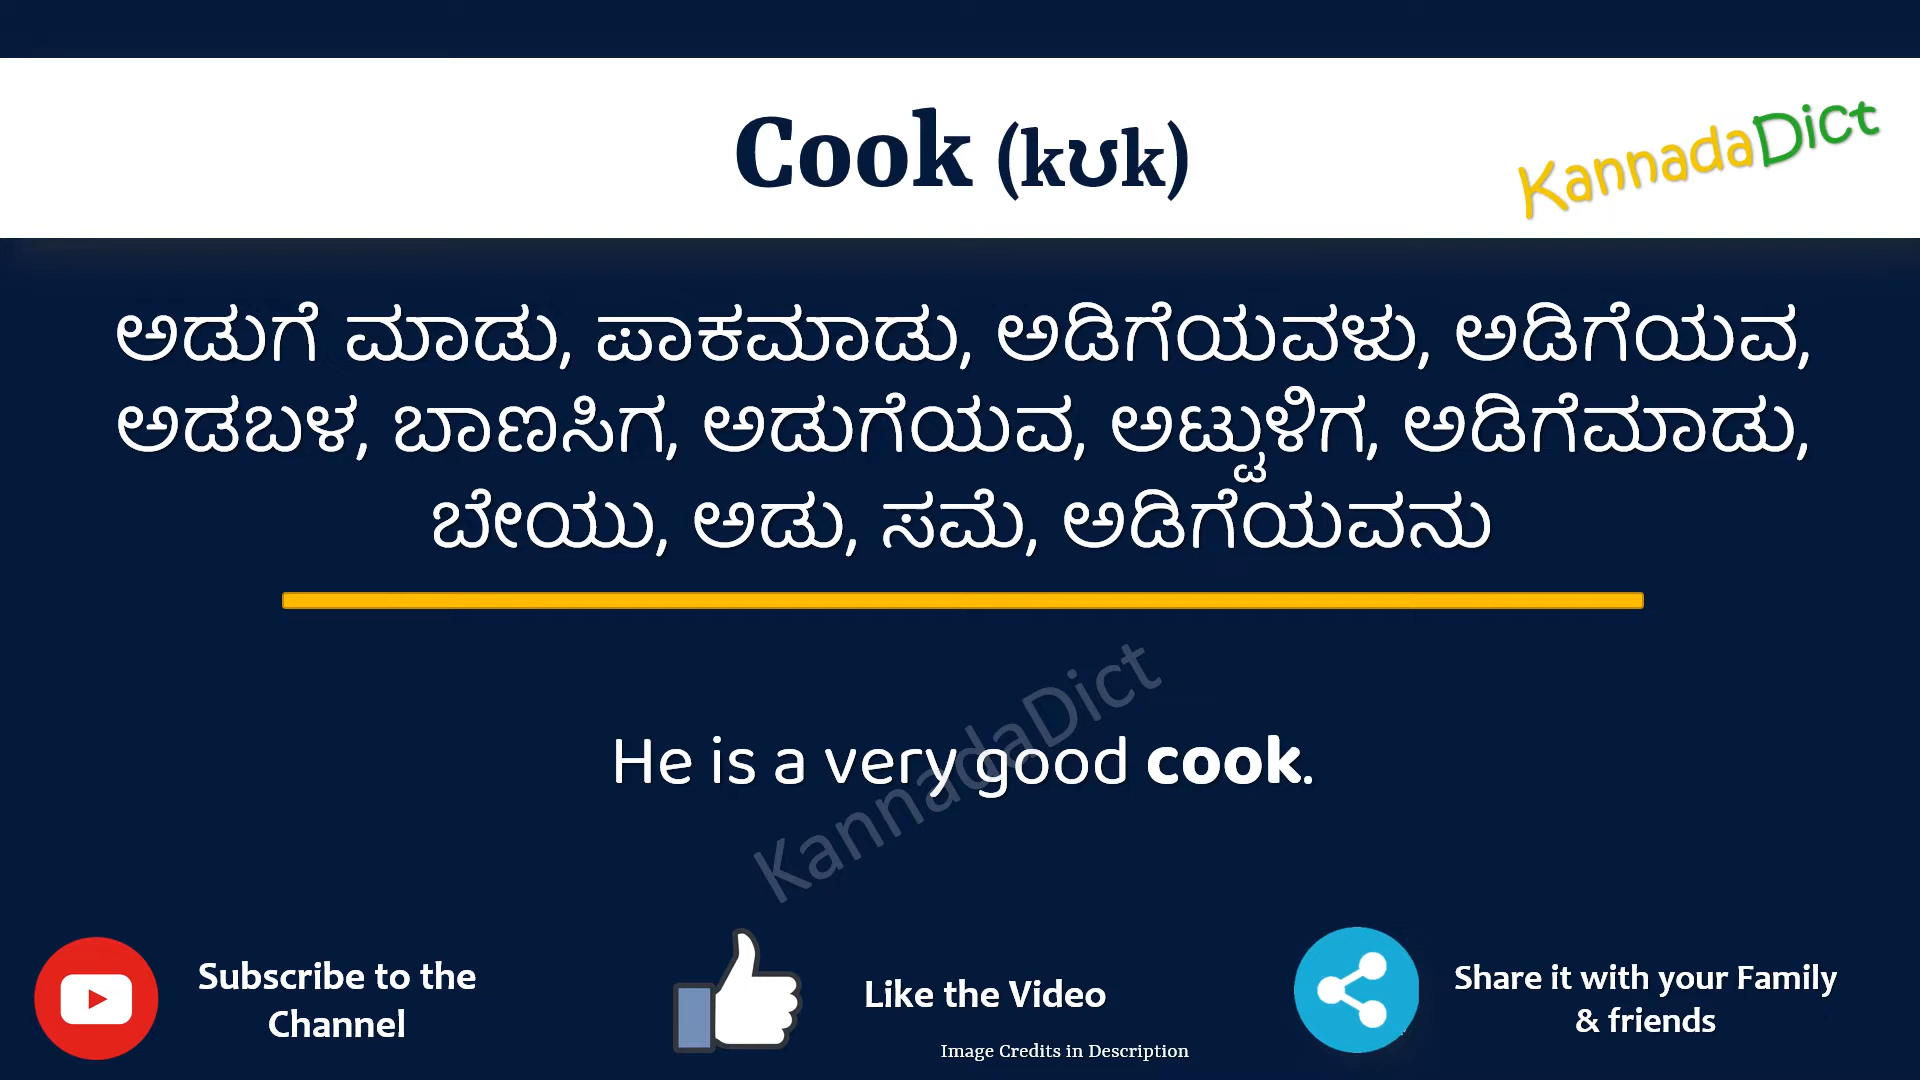 Cook (kʊk)
KannadaDict
ಅಡುಗೆ ಮಾಡು, ಪಾಕಮಾಡು, ಅಡಿಗೆಯವಳು, ಅಡಿಗೆಯವ,
ಅಡಬಳ, ಬಾಣಸಿಗ, ಅಡುಗೆಯವ, ಅಟ್ಟುಳಿಗ, ಅಡಿಗೆಮಾಡು,
ಬೇಯು, ಅಡು, ಸಮೆ, ಅಡಿಗೆಯವನು
He is a very good cook.
KannadaDict
Subscribe to the
Channel
Like the Video
Image Credits in Description
Share it with your Family
& friends